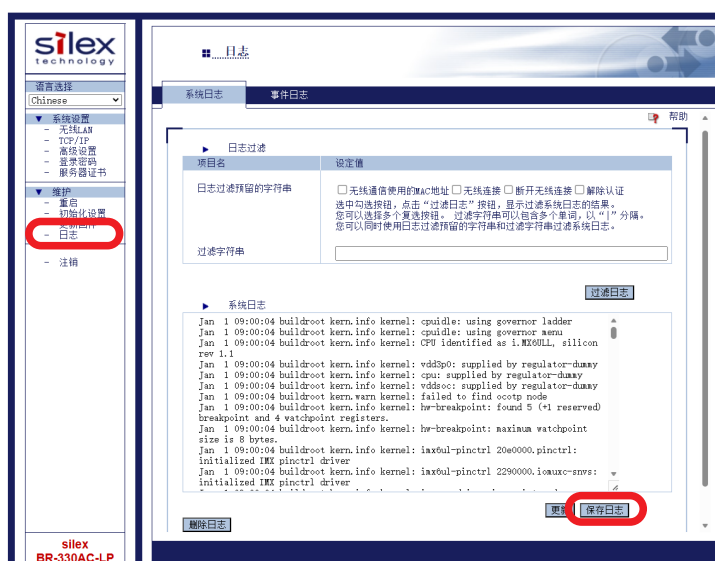 silex
technology
语言选择
Chinese
▼ 系统设置
- 无线LAN
- TCP/IP
- 高级设置
- 登录密码
- 服务器证书
▼ 维护
- 重启
- 初始化设置
- 更新固件
- 日志
- 注销
silex
BR-330AC-LP
日志
系统日志 事件日志
帮助
日志过滤
项目名 设定值
日志过滤预留的字符串 无线通信使用的MAC地址 无线连接 断开无线连接 解除认证
选中勾选按钮，点击“过滤日志”按钮，显示过滤系统日志的结果。
您可以选择多个复选按钮。 过滤字符串可以包含多个单词，以“|”分隔。
您可以同时使用日志过滤预留的字符串和过滤字符串过滤系统日志。
过滤字符串
过滤日志
系统日志
Jan 1 09:00:04 buildroot kern.info kernel: cpuidle: using governor ladder
Jan 1 09:00:04 buildroot kern.info kernel: cpuidle: using governor menu
Jan 1 09:00:04 buildroot kern.info kernel: CPU identified as i.MX6ULL, silicon
rev 1.1
Jan 1 09:00:04 buildroot kern.info kernel: vdd3p0: supplied by regulator-dummy
Jan 1 09:00:04 buildroot kern.info kernel: cpu: supplied by regulator-dummy
Jan 1 09:00:04 buildroot kern.info kernel: vddsoc: supplied by regulator-dummy
Jan 1 09:00:04 buildroot kern.warn kernel: failed to find ocotp node
Jan 1 09:00:04 buildroot kern.info kernel: hw-breakpoint: found 5 (+1 reserved)
breakpoint and 4 watchpoint registers.
Jan 1 09:00:04 buildroot kern.info kernel: hw-breakpoint: maximum watchpoint
size is 8 bytes.
Jan 1 09:00:04 buildroot kern.info kernel: imx6ul-pinctrl 20e0000.pinctrl:
initialized IMX pinctrl driver
Jan 1 09:00:04 buildroot kern.info kernel: imx6ul-pinctrl 2290000.iomuxc-snvs:
initialized IMX pinctrl driver
更新 保存日志
删除日志